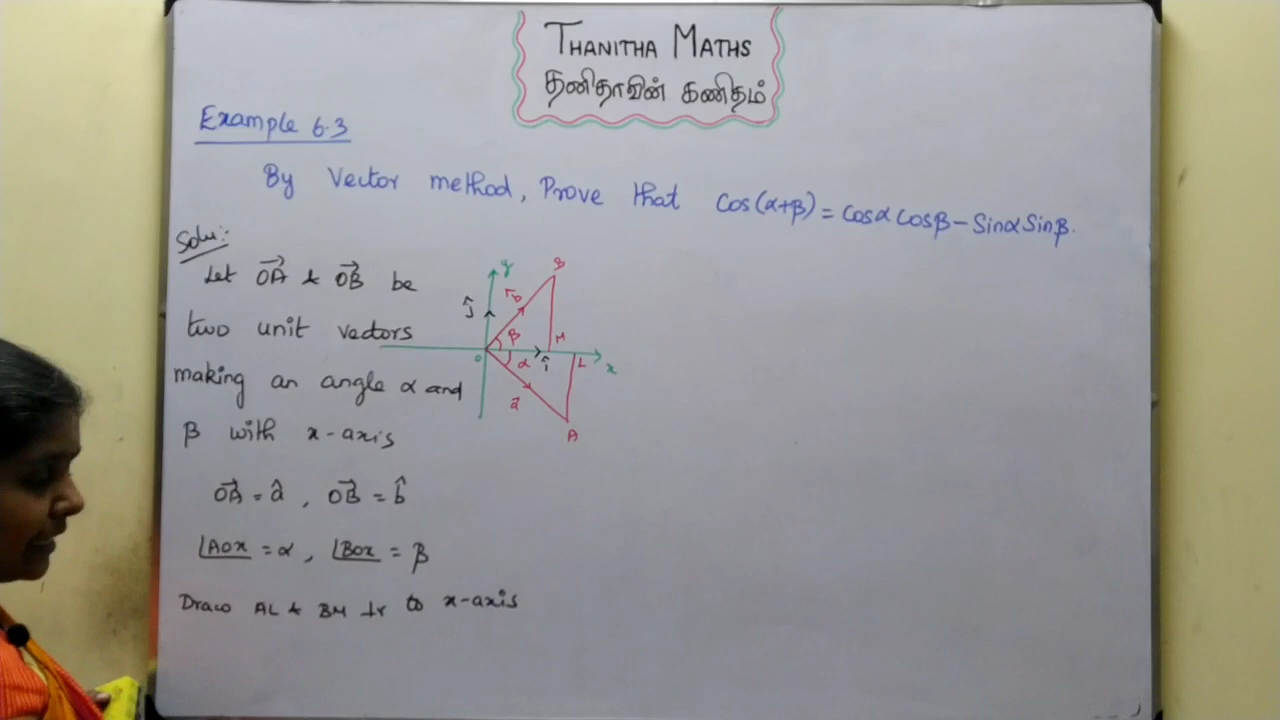 THANITHA MATHS
தனிதாவின் கணிதம்
Example 6.3
By Vector method, Prove that Cos(α+β) = Cosα Cosβ - Sinα Sinβ.
Solu:-
Let OA⃗ & OB⃗ be
two unit vectors
making an angle α and
β with x-axis
OA⃗ = â , OB⃗ = b̂
∠AOX = α , ∠BOX = β
Draw AL & BM ⊥r to x-axis
y
B
ĵ
b̂
β
M
O
α
î
L
x
â
A